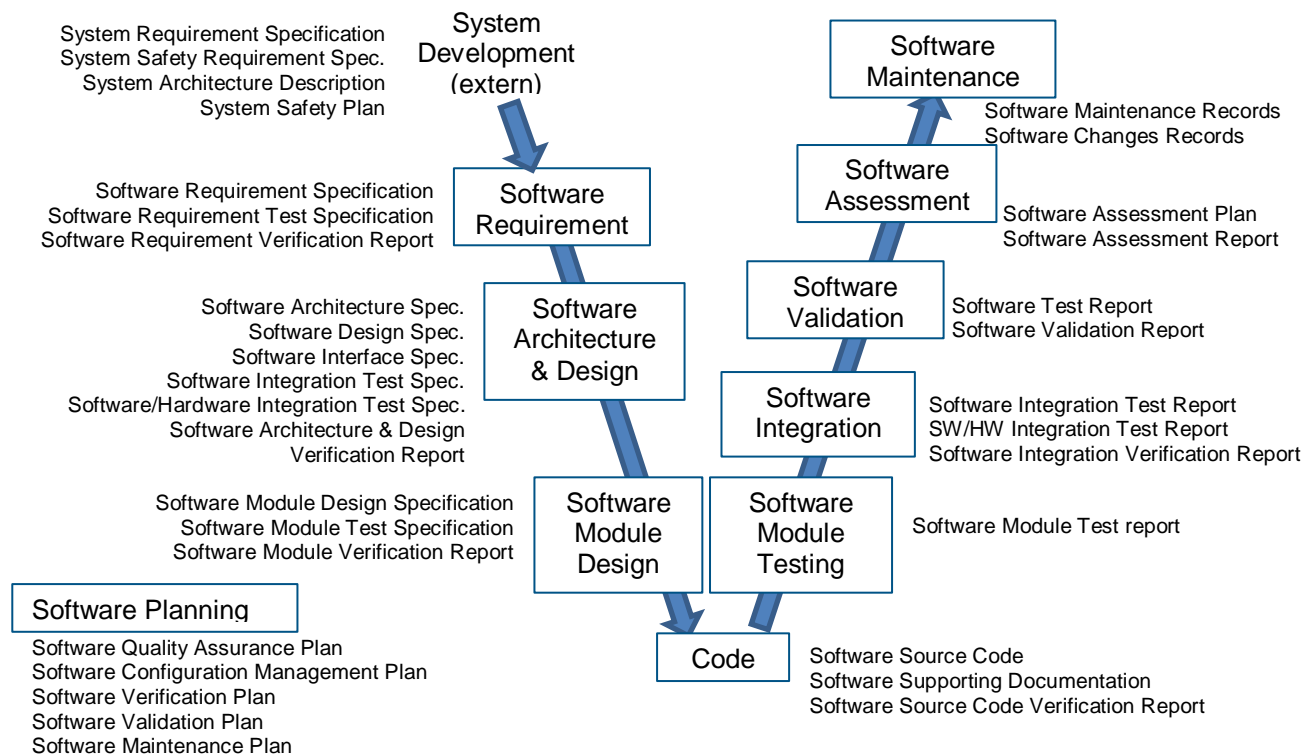 System Requirement Specification
System Safety Requirement Spec.
System Architecture Description
System Safety Plan
System
Development
(extern)
Software Requirement Specification
Software Requirement Test Specification
Software Requirement Verification Report
Software
Requirement
Software Architecture Spec.
Software Design Spec.
Software Interface Spec.
Software Integration Test Spec.
Software/Hardware Integration Test Spec.
Software Architecture & Design
Verification Report
Software
Architecture
& Design
Software Module Design Specification
Software Module Test Specification
Software Module Verification Report
Software
Module
Design
Software Planning
Software Quality Assurance Plan
Software Configuration Management Plan
Software Verification Plan
Software Validation Plan
Software Maintenance Plan
Code
Software Source Code
Software Supporting Documentation
Software Source Code Verification Report
Software
Module
Testing
Software Module Test report
Software
Integration
Software Integration Test Report
SW/HW Integration Test Report
Software Integration Verification Report
Software
Validation
Software Test Report
Software Validation Report
Software
Assessment
Software Assessment Plan
Software Assessment Report
Software
Maintenance
Software Maintenance Records
Software Changes Records